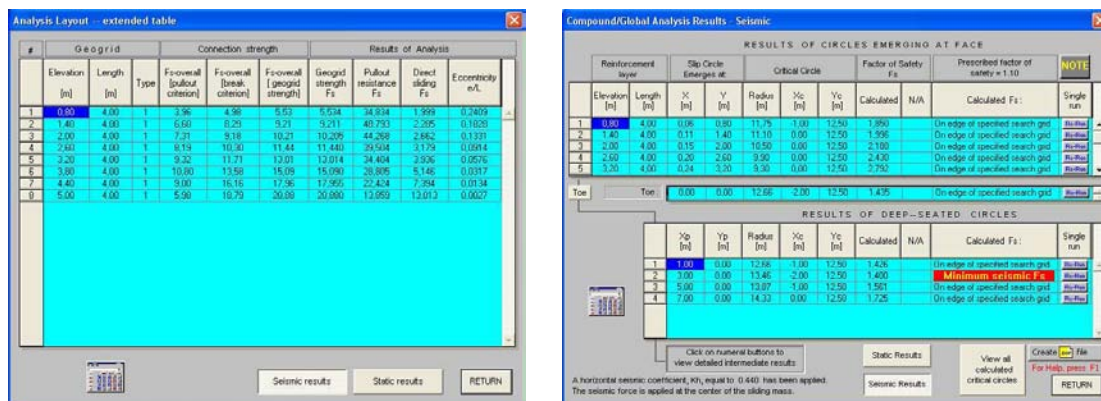 Analysis Layout -- extended table
# Geogrid Connection strength Results of Analysis
Elevation [m] Length [m] Type Fs-overall [pullout criterion] Fs-overall [break criterion] Fs-overall [geogrid strength] Geogrid strength Fs Pullout resistance Fs Direct sliding Fs Eccentricity e/L
1 0,80 4,00 1 3,96 4,98 5,53 5,534 34,834 1,999 0,2409
2 1,40 4,00 1 6,60 8,29 9,21 9,211 40,793 2,285
3 2,00 4,00 1 7,31 9,18 10,21 10,205 44,268 2,662 0,1331
4 2,60 4,00 1 8,19 10,30 11,44 11,440 39,504 3,179 0,0914
5 3,20 4,00 1 9,32 11,71 13,01 13,014 34,404 3,936 0,0576
6 3,80 4,00 1 10,80 13,58 15,09 15,090 28,805 5,146 0,0317
7 4,40 4,00 1 9,00 16,16 17,96 17,955 22,424 7,394 0,0134
8 5,00 4,00 1 5,90 18,79 13,013 0,0027
Seismic results Static results RETURN
Compound/Global Analysis Results - Seismic
RESULTS OF CIRCLES EMERGING AT FACE
Reinforcement layer Slip Circle Emerges at: Critical Circle Factor of Safety Fs Prescribed factor of safety = 1.10 NOTE
Elevation [m] Length [m] X [m] Y [m] Radius [m] Xc [m] Yc [m] Calculated N/A Calculated Fs: Single run
1 0,80 4,00 0,06 0,80 11,75 -1,00 12,50 1,850 On edge of specified search grid Re-Run
2 1,40 4,00 0,11 1,40 11,10 0,00 12,50 1,996 On edge of specified search grid Re-Run
3 2,00 4,00 0,15 2,00 10,50 0,00 12,50 2,180 On edge of specified search grid Re-Run
4 2,60 4,00 0,20 2,60 9,90 0,00 12,50 2,430 On edge of specified search grid Re-Run
5 3,20 4,00 0,24 3,20 9,30 0,00 12,50 2,792 On edge of specified search grid Re-Run
Toe Toe 0,00 0,00 12,66 -2,00 12,50 1,435 On edge of specified search grid Re-Run
RESULTS OF DEEP-SEATED CIRCLES
Xp [m] Yp [m] Radius [m] Xc [m] Yc [m] Calculated N/A Calculated Fs: Single run
1 1,00 0,00 12,66 -1,00 12,50 1,426 On edge of specified search grid Re-Run
2 3,00 0,00 13,46 -2,00 12,50 1,400 Minimum seismic Fs Re-Run
3 5,00 0,00 13,87 -1,00 12,50 1,561 On edge of specified search grid Re-Run
4 7,00 0,00 14,33 0,00 12,50 1,725 On edge of specified search grid Re-Run
Click on numeral buttons to view detailed intermediate results
Static Results
Seismic Results
View all calculated critical circles
Create file
For Help, press F1
RETURN
A horizontal seismic coefficient, Kh, equal to 0.440 has been applied.
The seismic force is applied at the center of the sliding mass.